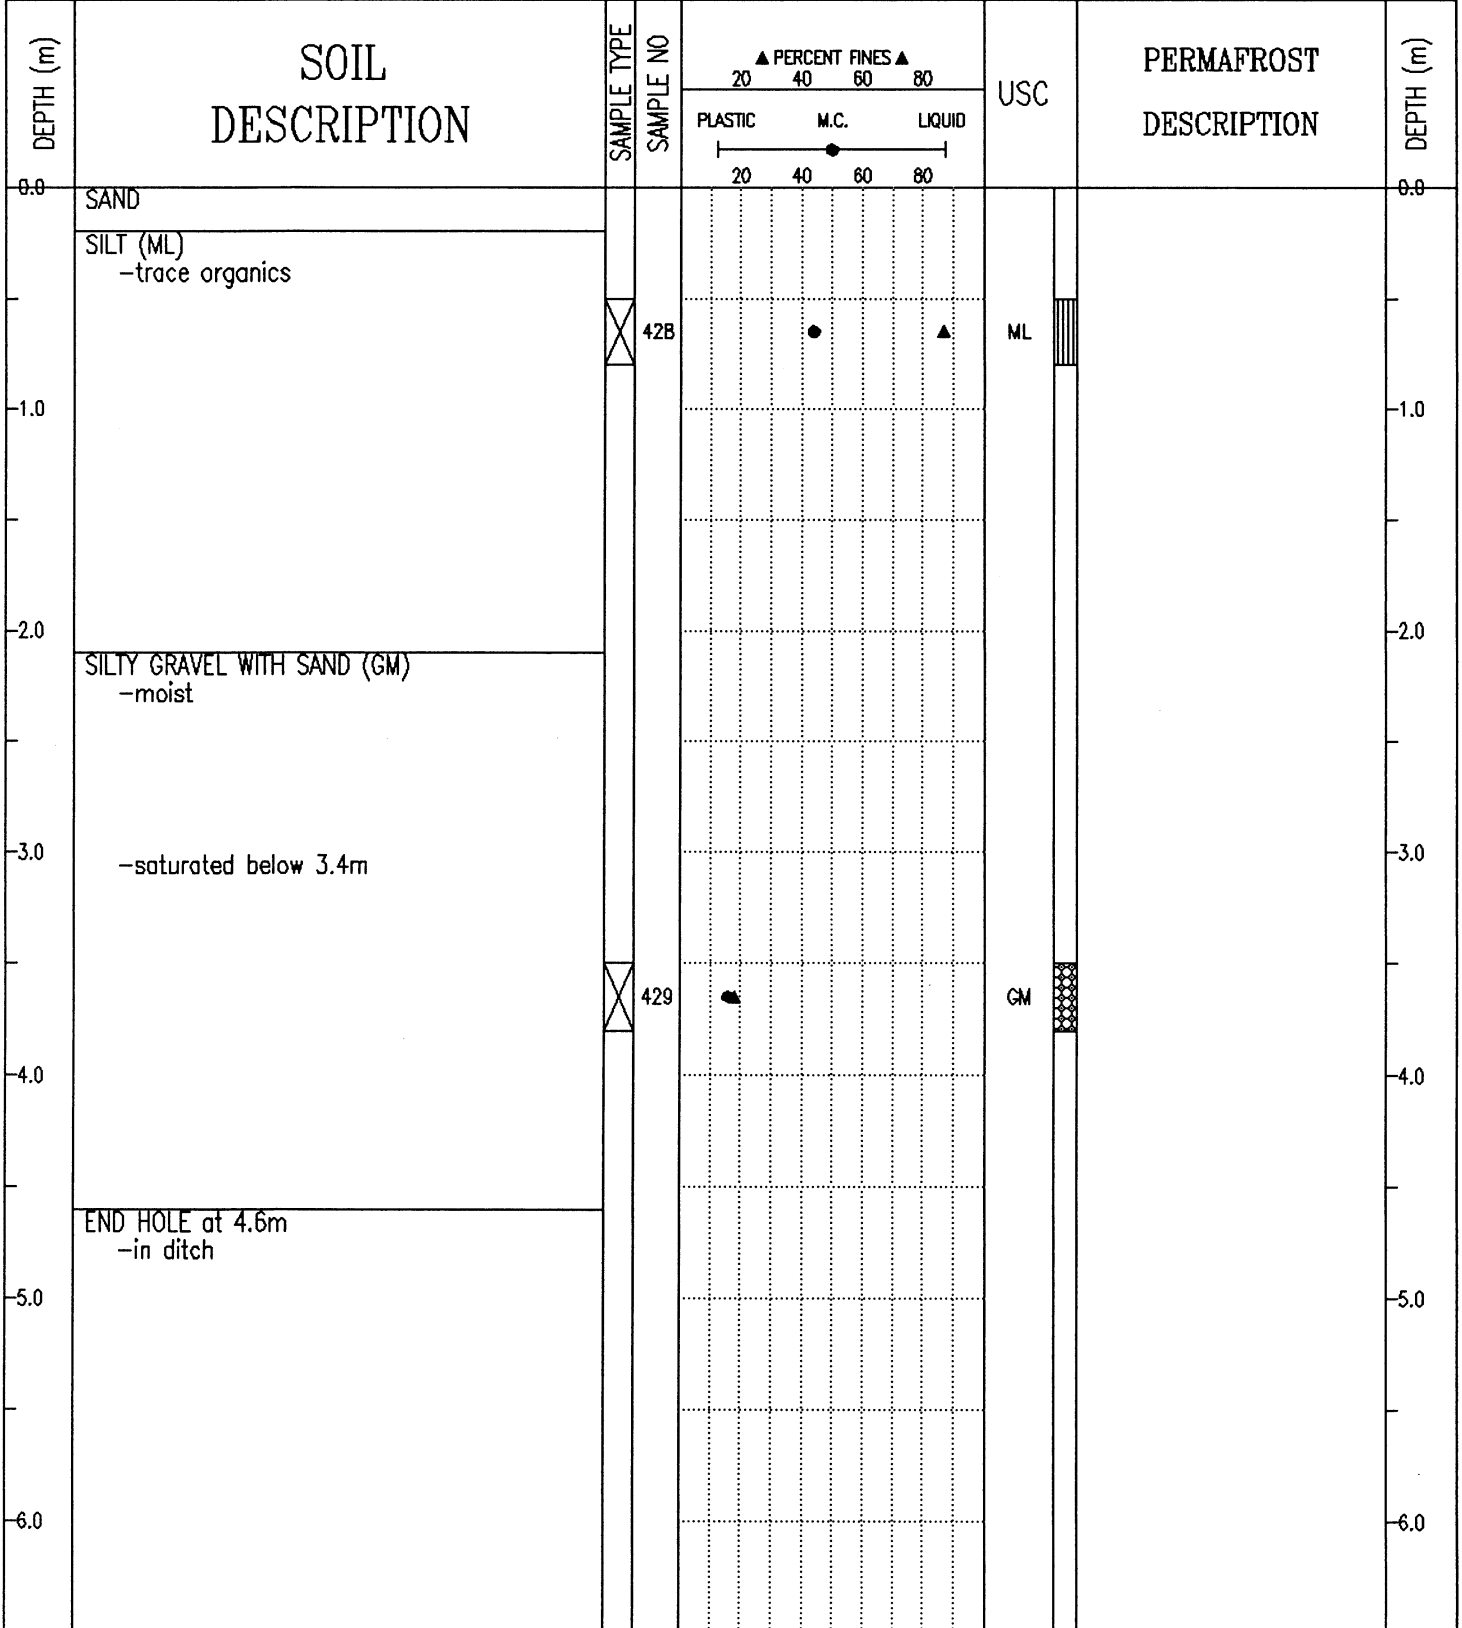 DEPTH (m)
SOIL
DESCRIPTION
SAMPLE TYPE
SAMPLE NO
▲ PERCENT FINES ▲
20 40 60 80
PLASTIC M.C. LIQUID
20 40 60 80
USC
PERMAFROST
DESCRIPTION
DEPTH (m)
0.0 0.0
SAND
SILT (ML)
-trace organics
428 ML
1.0 1.0
2.0 2.0
SILTY GRAVEL WITH SAND (GM)
-moist
3.0 3.0
-saturated below 3.4m
429 GM
4.0 4.0
END HOLE at 4.6m
-in ditch
5.0 5.0
6.0 6.0